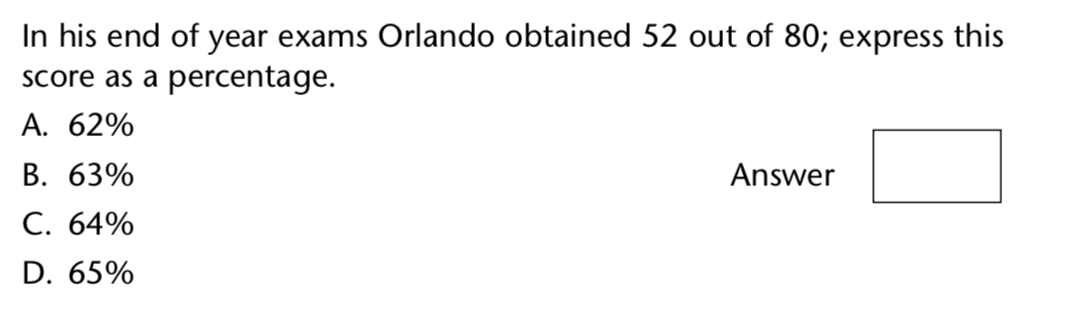 In his end of year exams Orlando obtained 52 out of 80; express this
score as a percentage.
A. 62%
B. 63%
Answer
C. 64%
D. 65%